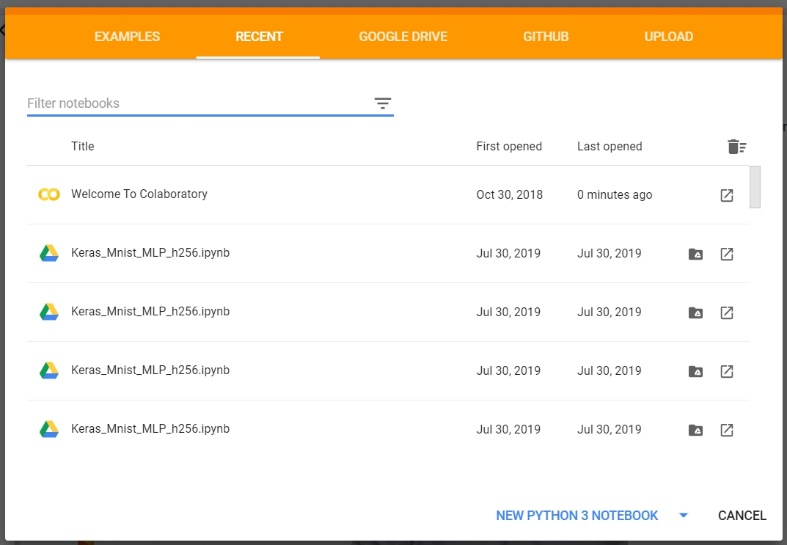 EXAMPLES RECENT GOOGLE DRIVE GITHUB UPLOAD
Filter notebooks
Title First opened Last opened
Welcome To Colaboratory Oct 30, 2018 0 minutes ago
Keras_Mnist_MLP_h256.ipynb Jul 30, 2019 Jul 30, 2019
Keras_Mnist_MLP_h256.ipynb Jul 30, 2019 Jul 30, 2019
Keras_Mnist_MLP_h256.ipynb Jul 30, 2019 Jul 30, 2019
Keras_Mnist_MLP_h256.ipynb Jul 30, 2019 Jul 30, 2019
NEW PYTHON 3 NOTEBOOK CANCEL